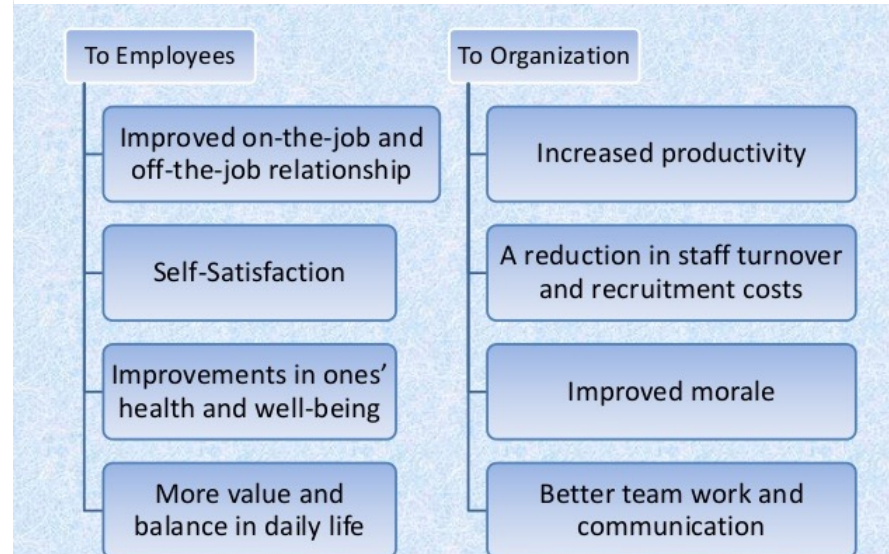 To Employees
Improved on-the-job and
off-the-job relationship
Self-Satisfaction
Improvements in ones’
health and well-being
More value and
balance in daily life
To Organization
Increased productivity
A reduction in staff turnover
and recruitment costs
Improved morale
Better team work and
communication